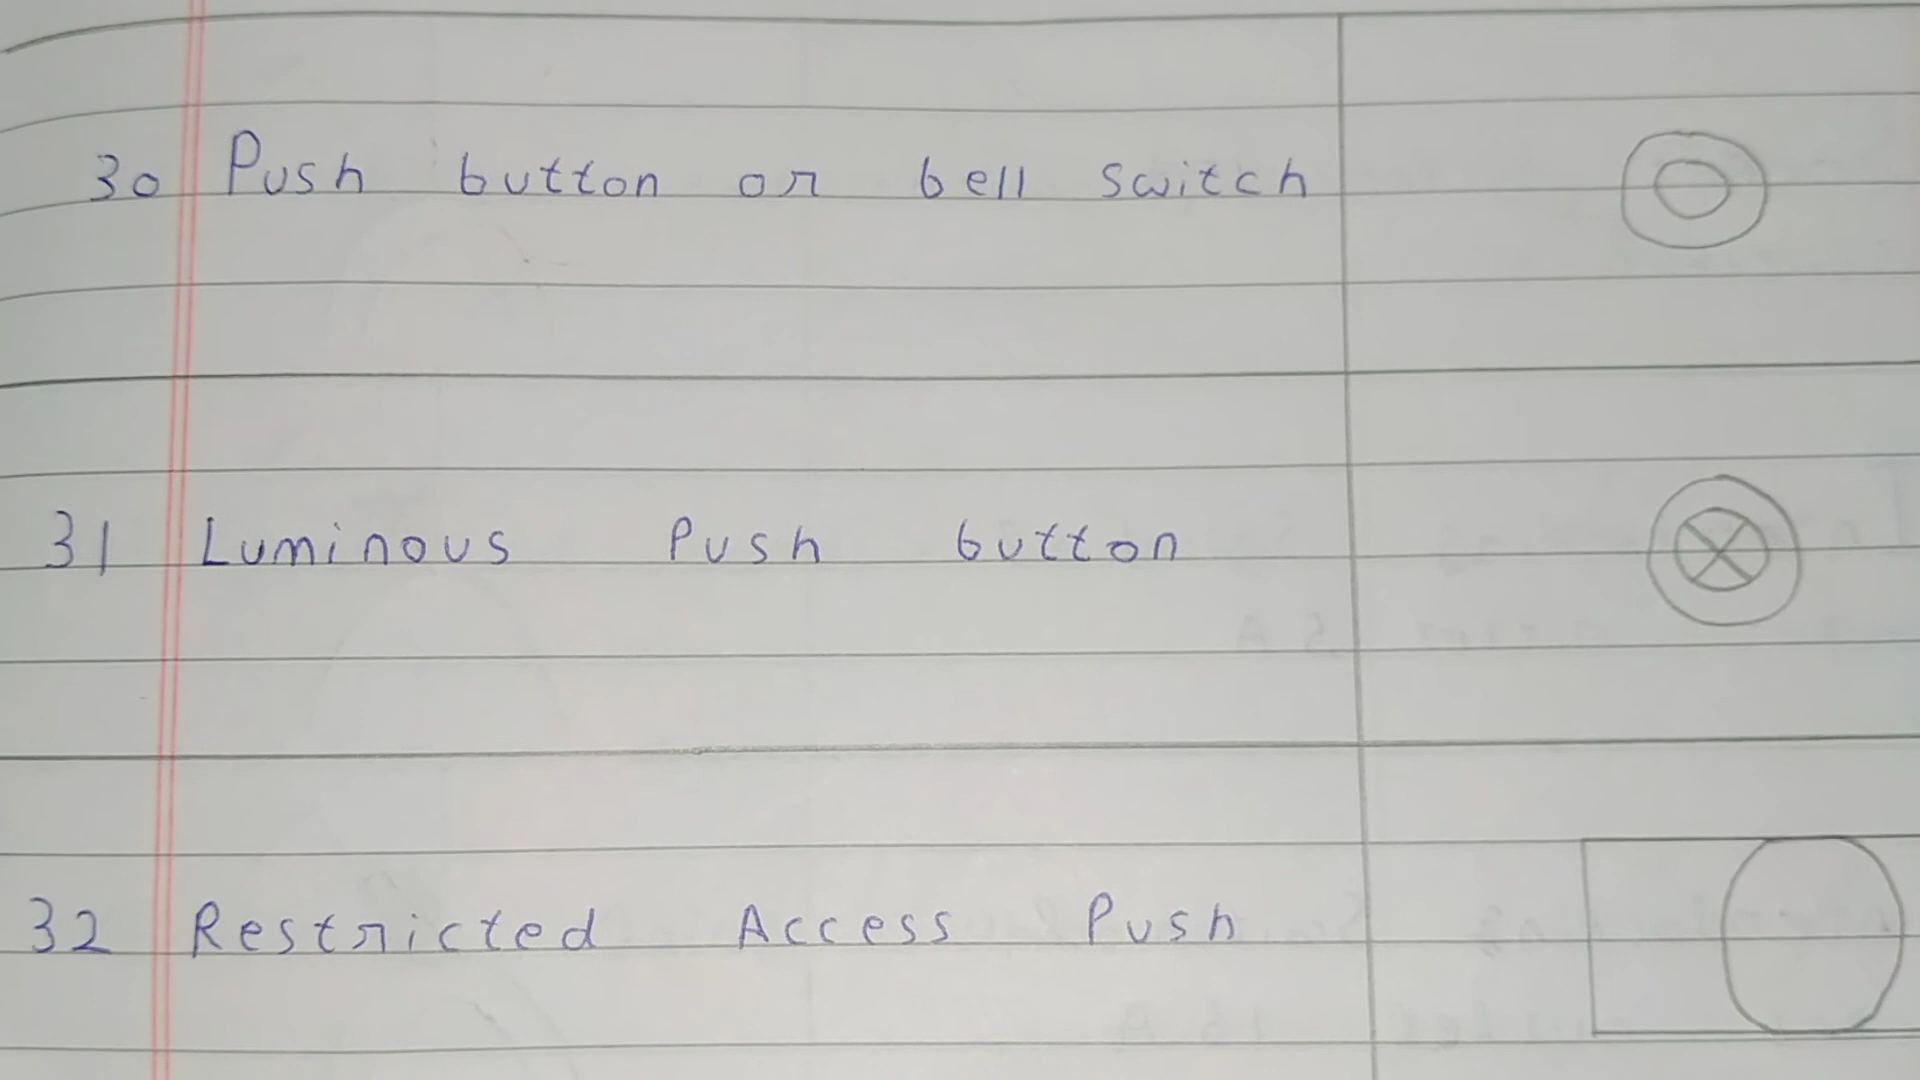 30 Push button or bell switch
31 Luminous Push button
32 Restricted Access Push